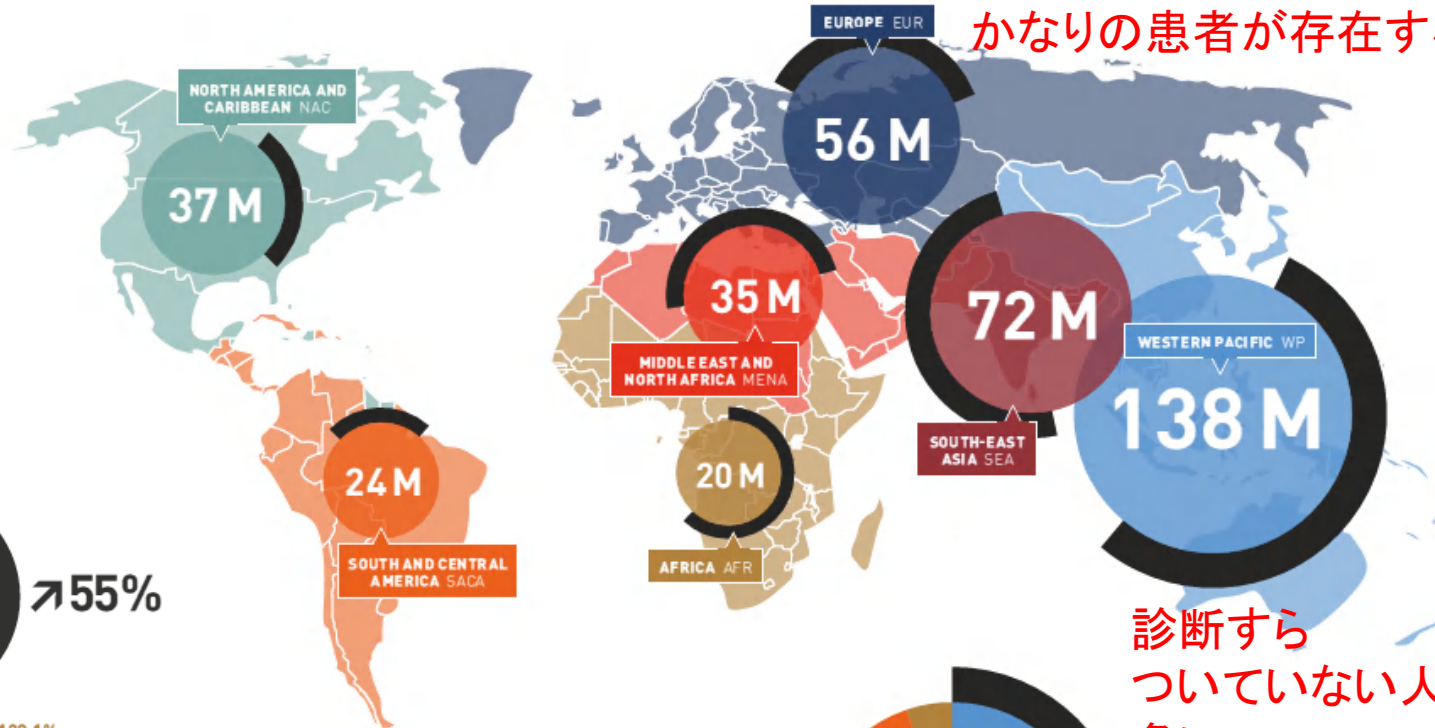 EUROPE EUR
かなりの患者が存在す
NORTH AMERICA AND
CARIBBEAN NAC
56 M
37 M
35 M
72 M
WESTERN PACIFIC WP
MIDDLE EAST AND
NORTH AFRICA MENA
138 M
SOUTH-EAST
ASIA SEA
24 M
20 M
SOUTH AND CENTRAL
AMERICA SACA
AFRICA AFR
↗55%
診断すら
ついていない人